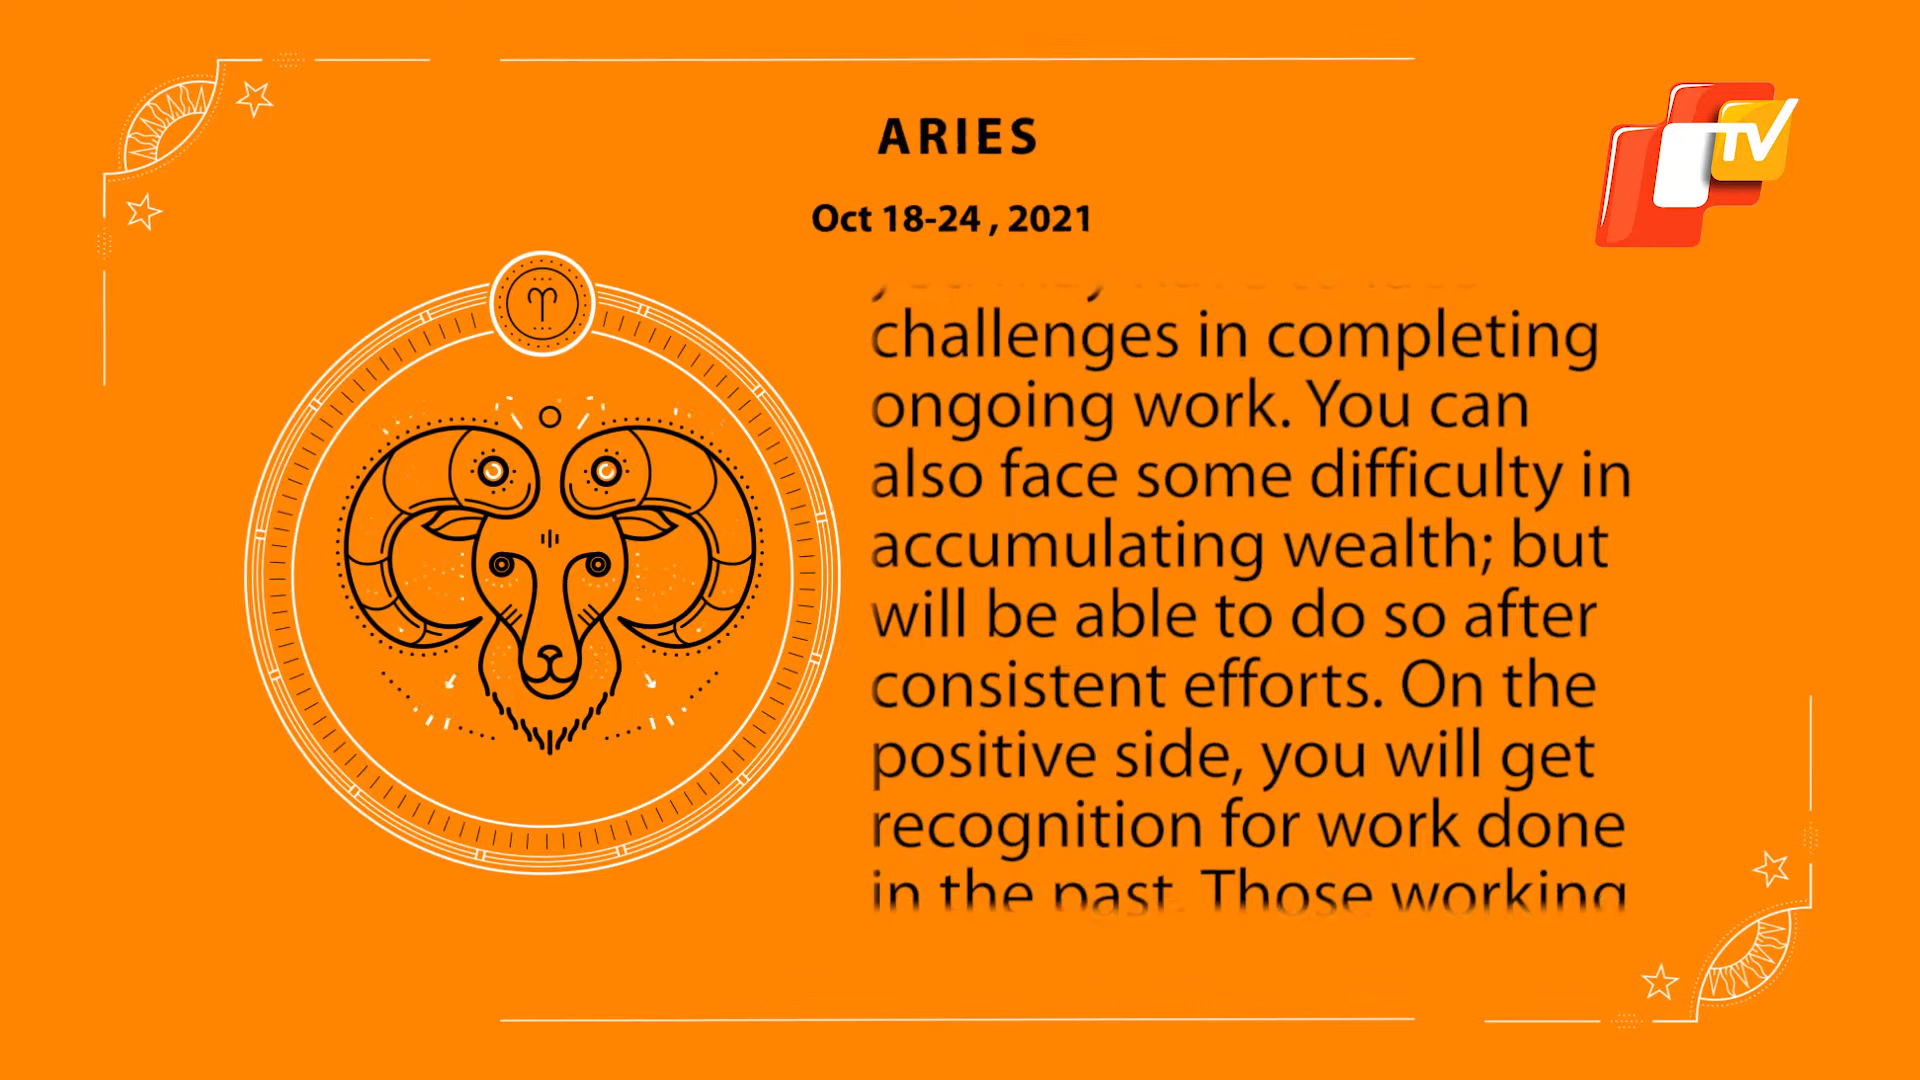 ARIES
TV
Oct 18-24 , 2021
challenges in completing
ongoing work. You can
also face some difficulty in
accumulating wealth; but
will be able to do so after
consistent efforts. On the
positive side, you will get
recognition for work done
in the past. Those working